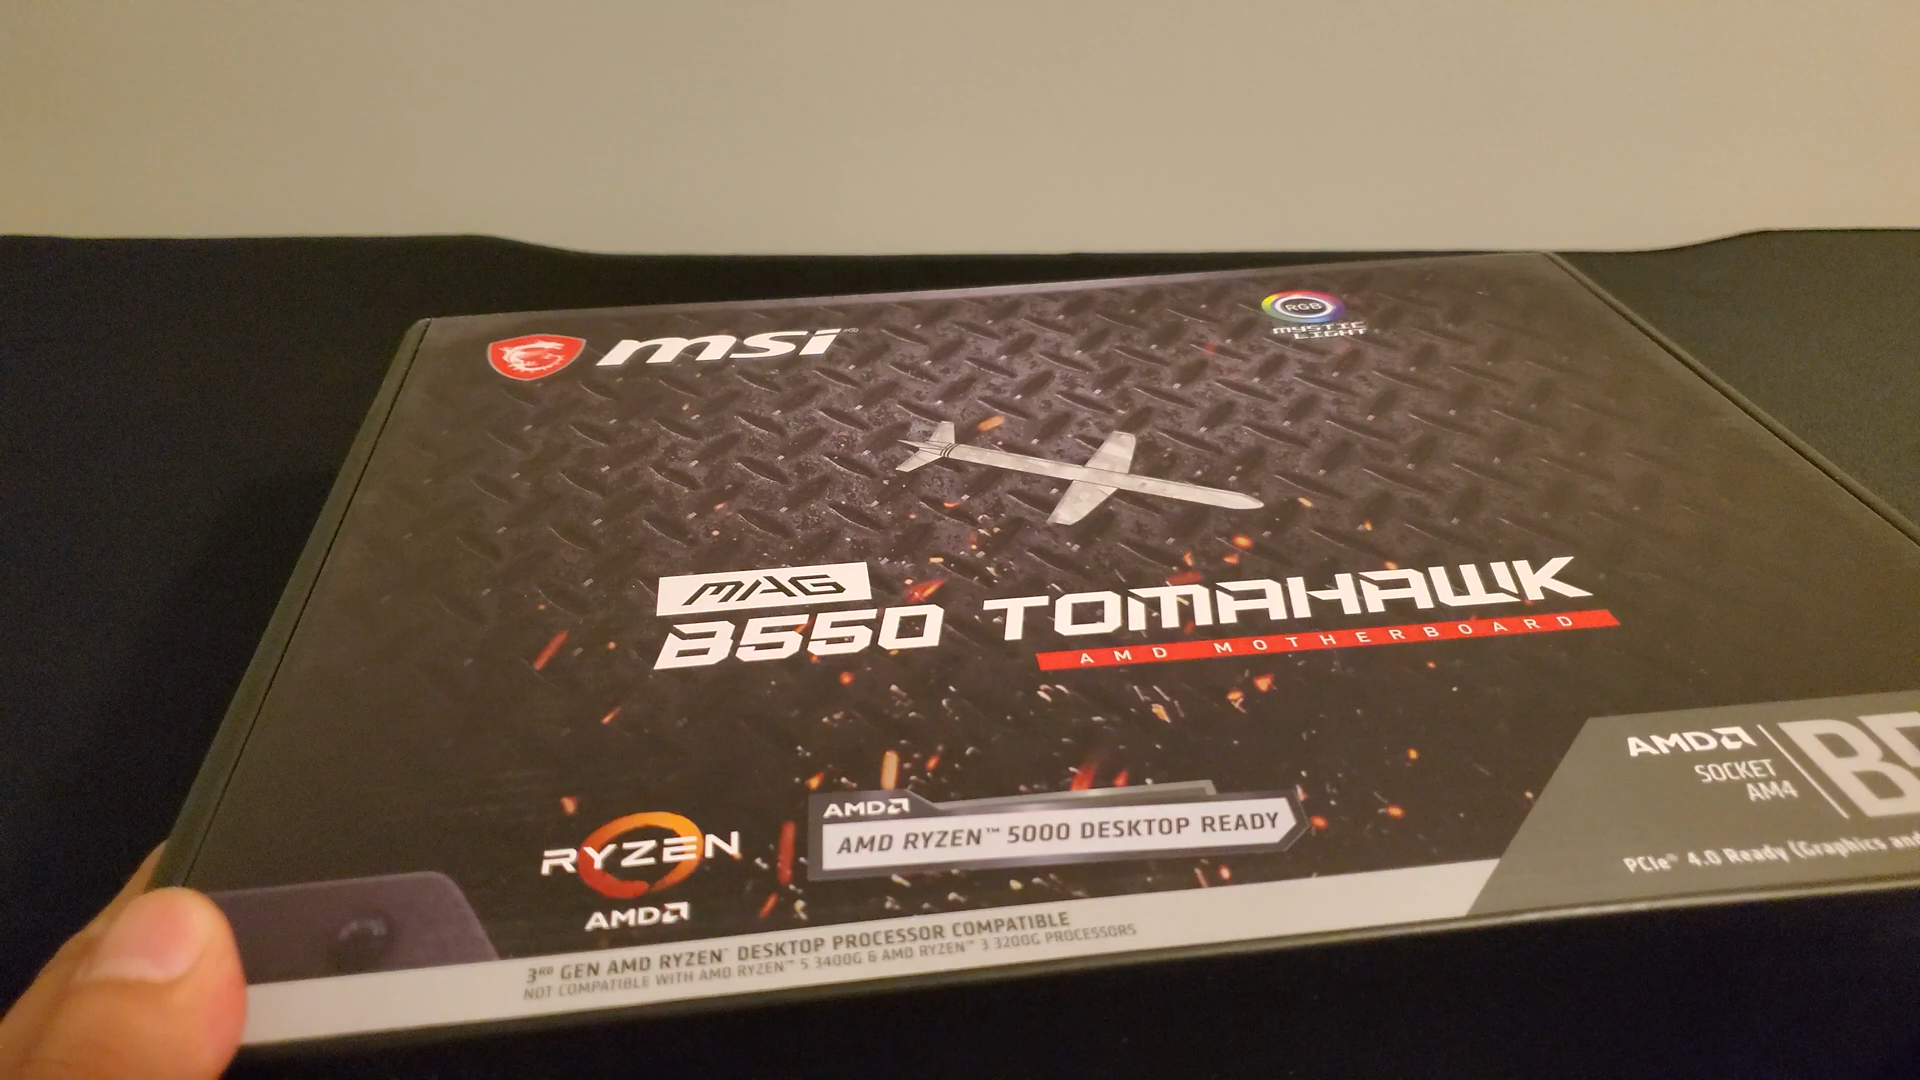 msi
RGB
MYSTIC
LIGHT
MAG
B550 TOMAHAWK
AMD MOTHERBOARD
AMD
SOCKET
AM4
PCIe® 4.0 Ready (Graphics and
AMD
AMD RYZEN™ 5000 DESKTOP READY
RYZEN
AMD
3RD GEN AMD RYZEN™ DESKTOP PROCESSOR COMPATIBLE
NOT COMPATIBLE WITH AMD RYZEN™ 5 3400G & AMD RYZEN™ 3 3200G PROCESSORS